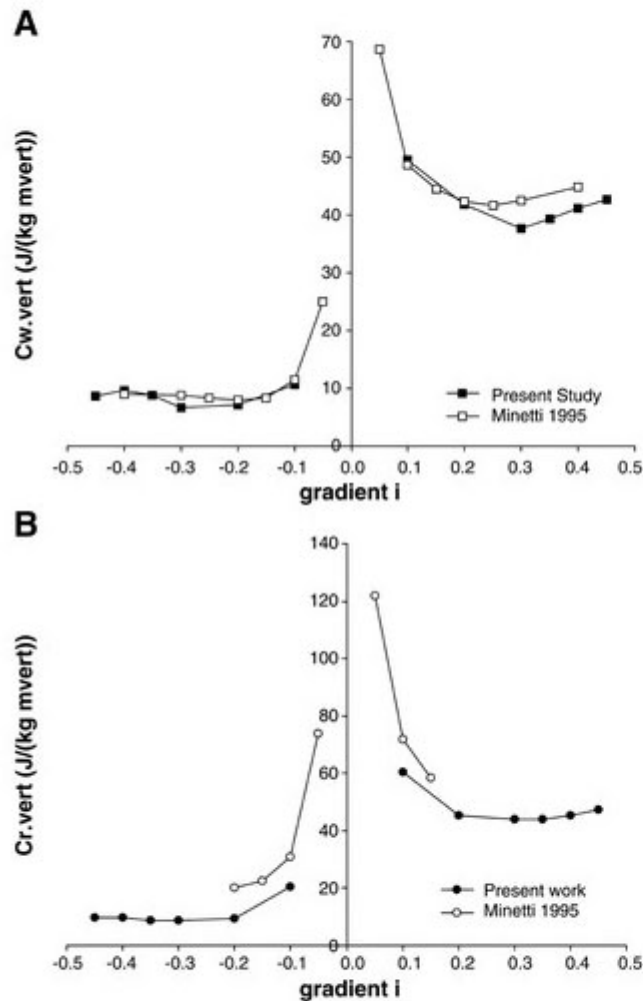 A
Cw.vert (J/(kg mvert))
70
60
50
40
30
20
10
0
-0.5 -0.4 -0.3 -0.2 -0.1 0.0 0.1 0.2 0.3 0.4 0.5
gradient i
Present Study
Minetti 1995
B
Cr.vert (J/(kg mvert))
140
120
100
80
60
40
20
0
-0.5 -0.4 -0.3 -0.2 -0.1 0.0 0.1 0.2 0.3 0.4 0.5
gradient i
Present work
Minetti 1995